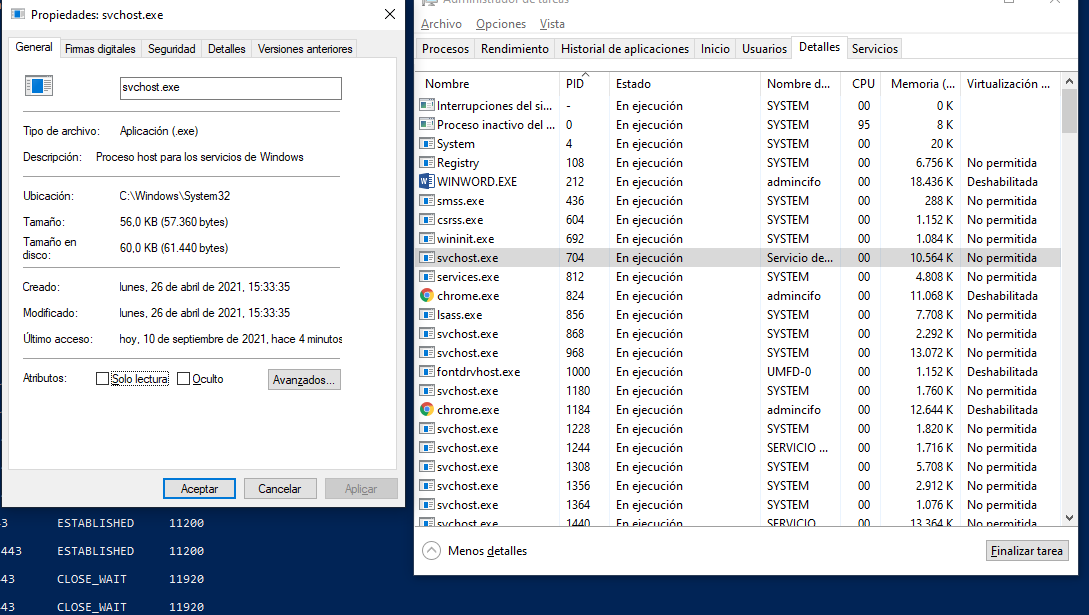 Propiedades: svchost.exe
General Firmas digitales Seguridad Detalles Versiones anteriores
svchost.exe
Tipo de archivo: Aplicación (.exe)
Descripción: Proceso host para los servicios de Windows
Ubicación: C:\Windows\System32
Tamaño: 56,0 KB (57.360 bytes)
Tamaño en
disco: 60,0 KB (61.440 bytes)
Creado: lunes, 26 de abril de 2021, 15:33:35
Modificado: lunes, 26 de abril de 2021, 15:33:35
Último acceso: hoy, 10 de septiembre de 2021, hace 4 minutos
Atributos: Solo lectura Oculto Avanzados...
Aceptar Cancelar Aplicar
43 ESTABLISHED 11200
443 ESTABLISHED 11200
443 CLOSE_WAIT 11920
43 CLOSE_WAIT 11920
Administrador de tareas
Archivo Opciones Vista
Procesos Rendimiento Historial de aplicaciones Inicio Usuarios Detalles Servicios
Nombre PID Estado Nombre d... CPU Memoria (... Virtualización ...
Interrupciones del si... - En ejecución SYSTEM 00 0 K
Proceso inactivo del ... 0 En ejecución SYSTEM 95 8 K
System 4 En ejecución SYSTEM 00 20 K
Registry 108 En ejecución SYSTEM 00 6.756 K No permitida
WINWORD.EXE 212 En ejecución admincifo 00 18.436 K Deshabilitada
smss.exe 436 En ejecución SYSTEM 00 288 K No permitida
csrss.exe 604 En ejecución SYSTEM 00 1.152 K No permitida
wininit.exe 692 En ejecución SYSTEM 00 1.084 K No permitida
svchost.exe 704 En ejecución Servicio de... 00 10.564 K No permitida
services.exe 812 En ejecución SYSTEM 00 4.808 K No permitida
chrome.exe 824 En ejecución admincifo 00 11.068 K Deshabilitada
lsass.exe 856 En ejecución SYSTEM 00 7.708 K No permitida
svchost.exe 868 En ejecución SYSTEM 00 2.292 K No permitida
svchost.exe 968 En ejecución SYSTEM 00 13.072 K No permitida
fontdrvhost.exe 1000 En ejecución UMFD-0 00 1.152 K Deshabilitada
svchost.exe 1180 En ejecución SYSTEM 00 1.760 K No permitida
chrome.exe 1184 En ejecución admincifo 00 12.644 K Deshabilitada
svchost.exe 1228 En ejecución SYSTEM 00 1.820 K No permitida
svchost.exe 1244 En ejecución SERVICIO ... 00 1.716 K No permitida
svchost.exe 1308 En ejecución SYSTEM 00 5.708 K No permitida
svchost.exe 1356 En ejecución SYSTEM 00 2.912 K No permitida
svchost.exe 1364 En ejecución SYSTEM 00 1.076 K No permitida
svchost.exe 1440 En ejecución SERVICIO 00 13.364 K No permitida
Menos detalles Finalizar tarea